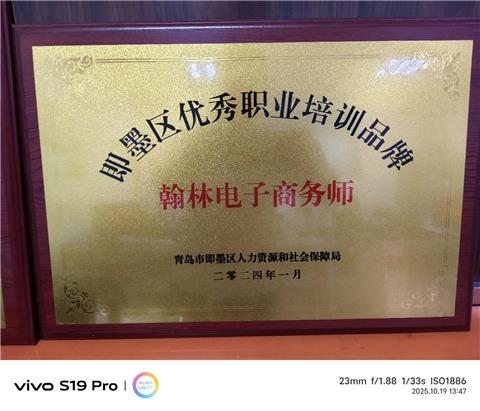 即墨区优秀职业培训品牌
翰林电子商务师
青岛市即墨区人力资源和社会保障局
二零二四年一月
vivo S19 Pro
AURA LIGHT
23mm f/1.88 1/33s ISO1886
2025.10.19 13:47